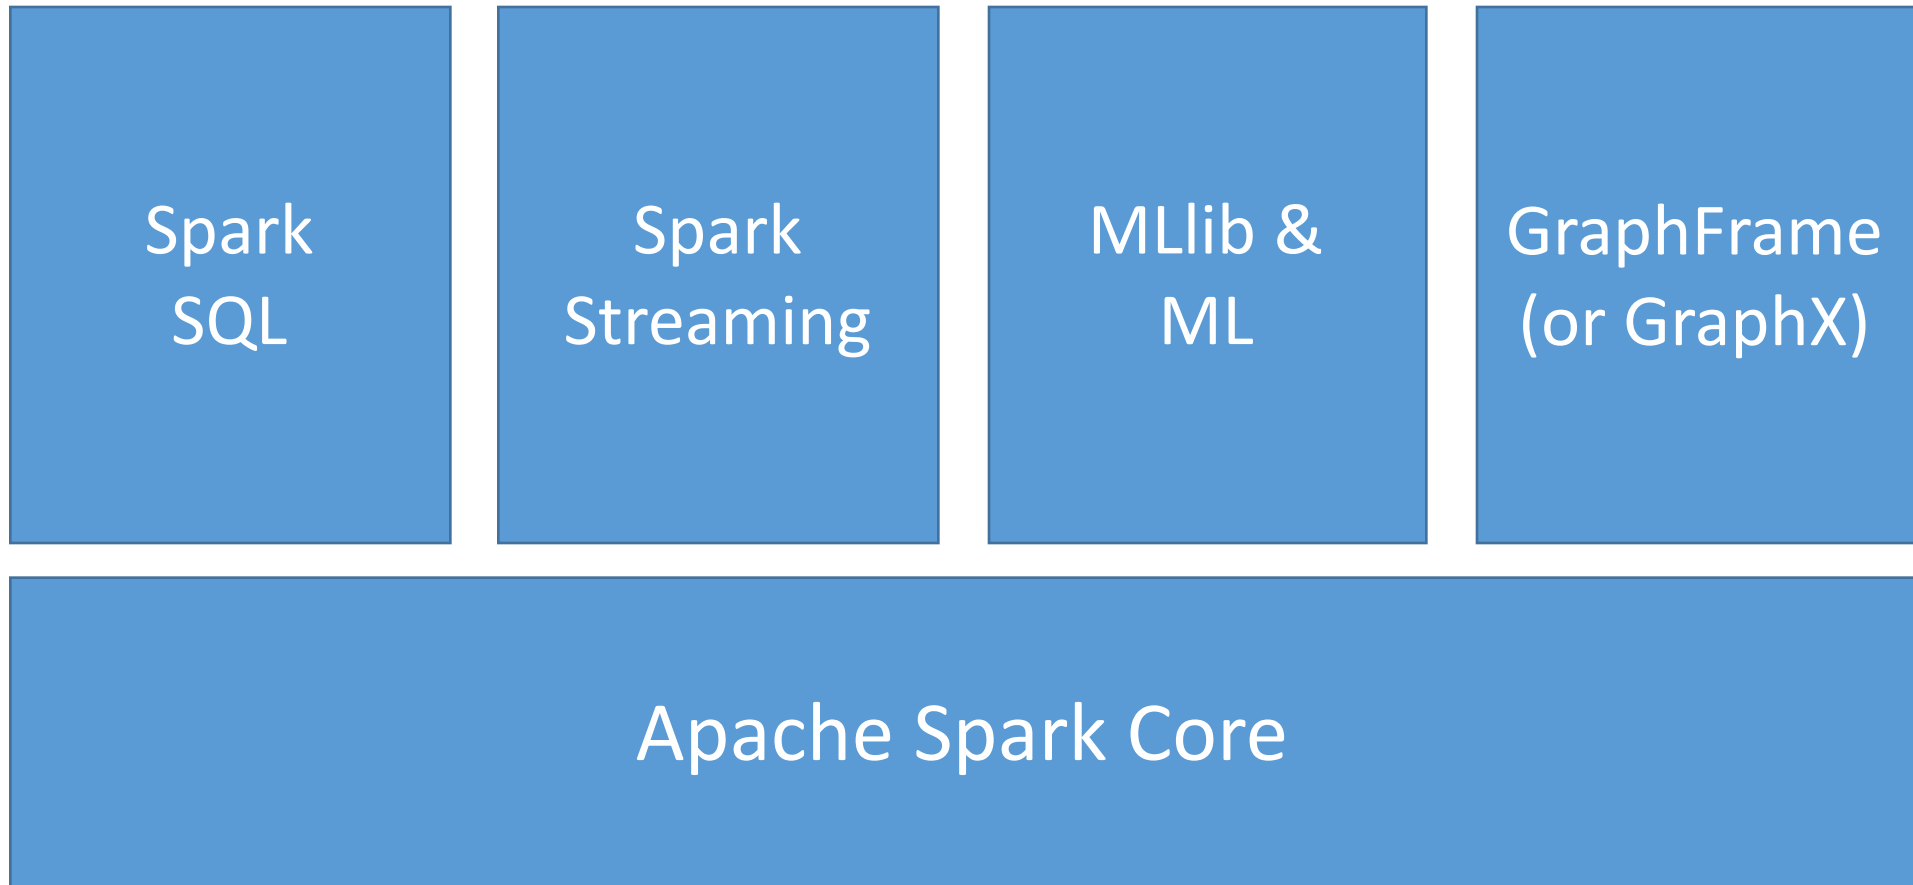 Spark
SQL
Spark
Streaming
MLlib &
ML
GraphFrame
(or GraphX)
Apache Spark Core